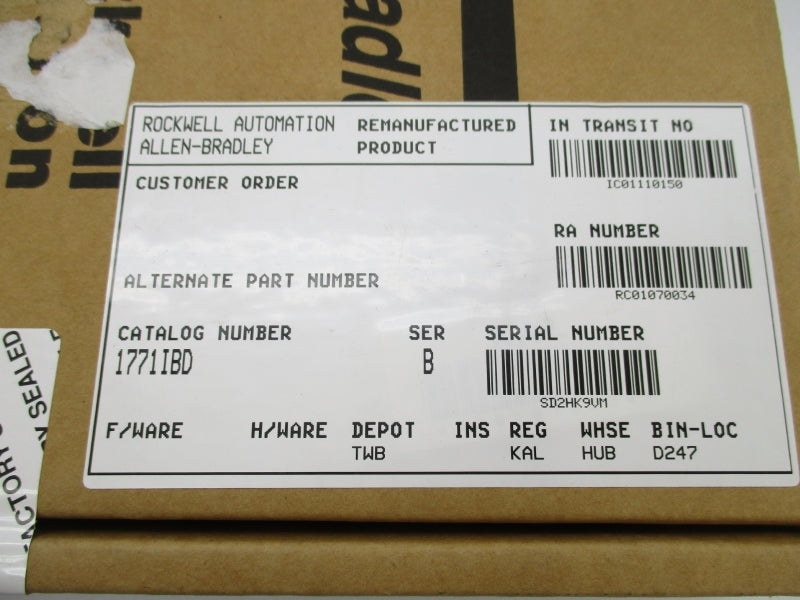 ROCKWELL AUTOMATION
ALLEN-BRADLEY
REMANUFACTURED
PRODUCT
IN TRANSIT NO
IC01110150
CUSTOMER ORDER
RA NUMBER
RC01070034
ALTERNATE PART NUMBER
CATALOG NUMBER
1771IBD
SER
B
SERIAL NUMBER
SD2HK9VM
F/WARE H/WARE DEPOT INS REG WHSE BIN-LOC
TWB KAL HUB D247
SEALED